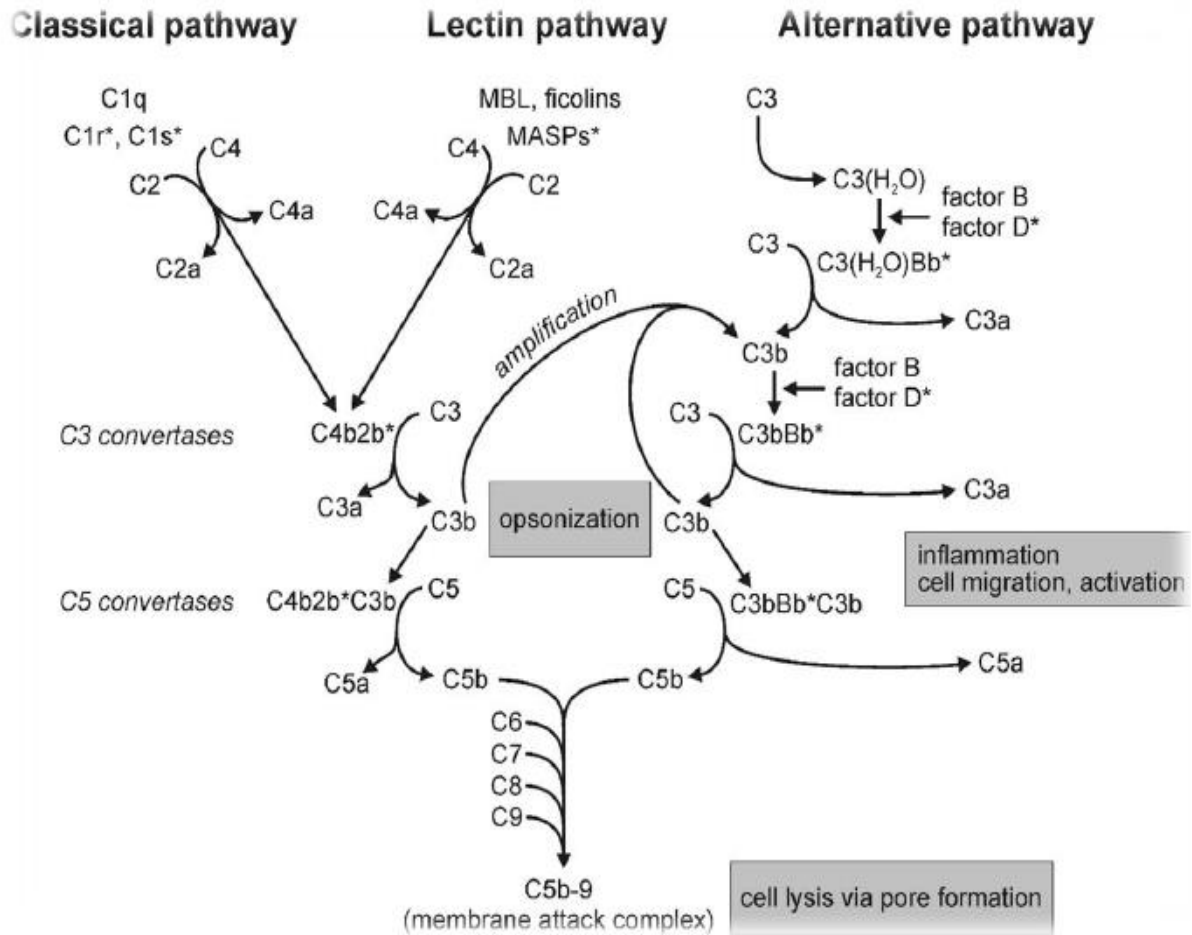 Classical pathway
Lectin pathway
Alternative pathway
C1q
C1r*, C1s*
C4
C2
C4a
C2a
MBL, ficolins
MASPs*
C4
C2
C4a
C2a
C3
C3(H₂O)
factor B
factor D*
C3(H₂O)Bb*
C3
C3a
C3b
factor B
factor D*
amplification
C3 convertases
C4b2b*
C3
C3a
C3b
opsonization
C3
C3bBb*
C3a
C3b
inflammation
cell migration, activation
C5 convertases
C4b2b*C3b
C5
C5a
C5b
C5
C3bBb*C3b
C5a
C5b
C6
C7
C8
C9
C5b-9
(membrane attack complex)
cell lysis via pore formation